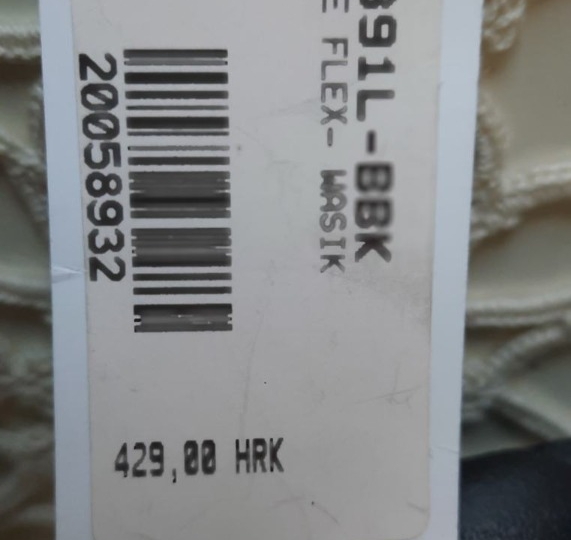 391L-BBK
E FLEX- WASIK
20058932
429,00 HRK